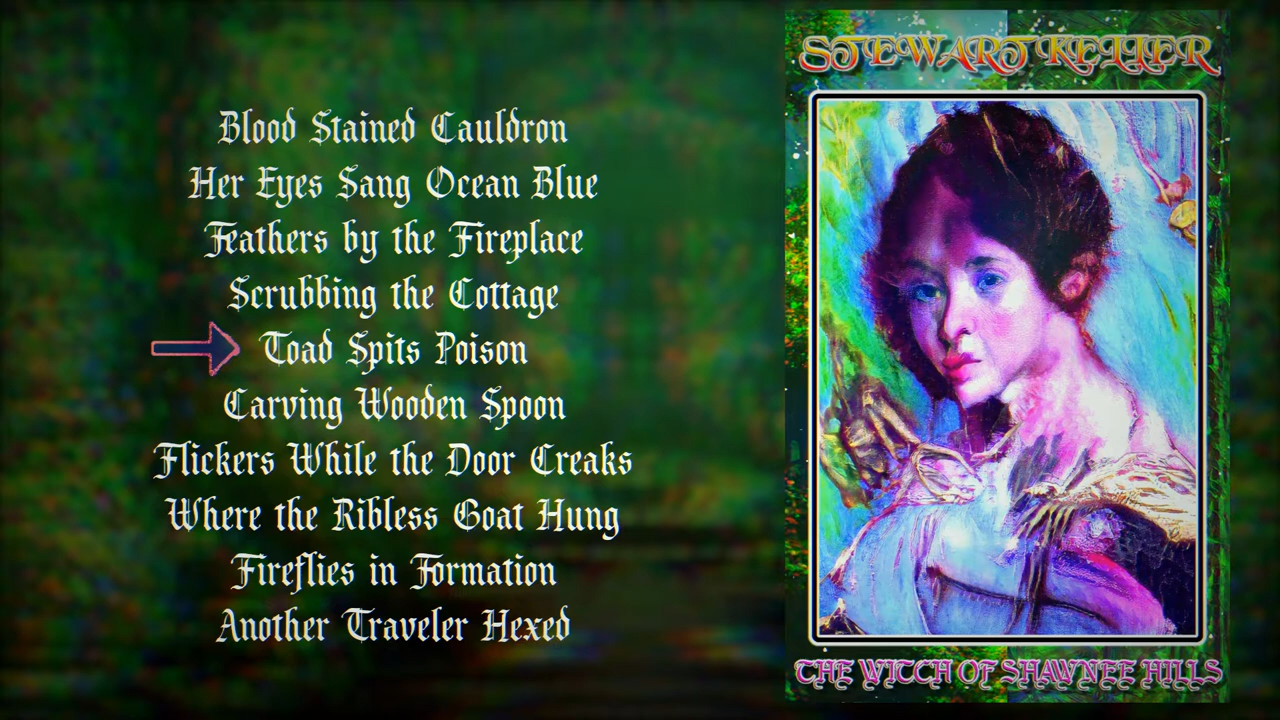 Blood Stained Cauldron
Her Eyes Sang Ocean Blue
Feathers by the Fireplace
Scrubbing the Cottage
Toad Spits Poison
Carving Wooden Spoon
Flickers While the Door Creaks
Where the Ribless Goat Hung
Fireflies in Formation
Another Traveler Hexed
STEWART KELLER
THE WITCH OF SHAWNEE HILLS